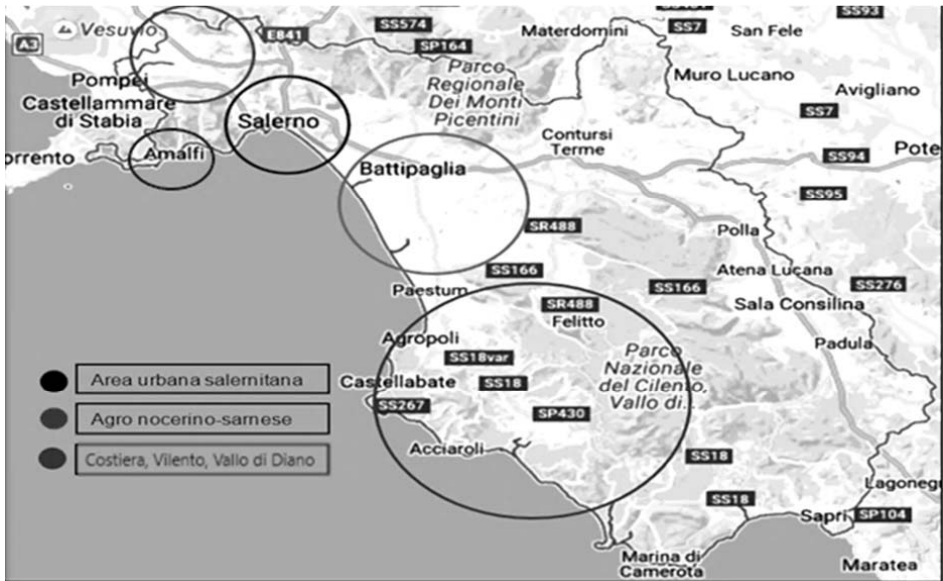 SS574
SS7
SS93
San Fele
Materdomini
Vesuvio
E841
A3
SP164
Parco
Regionale
Dei Monti
Picentini
Muro Lucano
Pompei
Avigliano
Castellammare
di Stabia
SS7
Salerno
Contursi
Terme
orrento
Amalfi
SS94
Pote
Battipaglia
SS95
SR488
Polla
SS166
Atena Lucana
Paestum
SS166
SS276
SR488
Sala Consilina
Felitto
Agropoli
Padula
SS18var
Parco
Nazionale
del Cilento,
Vallo di...
Area urbana salernitana
Castellabate
SS18
SS267
SP430
Agro nocerino-sarnese
Acciaroli
SS18
Costiera, Vilento, Vallo di Diano
Lagonegr
SS18
Sapri
SP104
Marina di
Camerota
Maratea